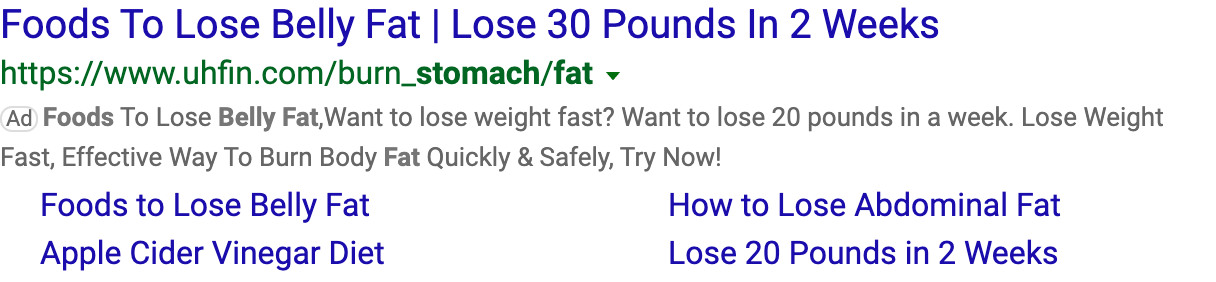 Foods To Lose Belly Fat | Lose 30 Pounds In 2 Weeks
https://www.uhfin.com/burn_stomach/fat
Ad Foods To Lose Belly Fat,Want to lose weight fast? Want to lose 20 pounds in a week. Lose Weight
Fast, Effective Way To Burn Body Fat Quickly & Safely, Try Now!
Foods to Lose Belly Fat How to Lose Abdominal Fat
Apple Cider Vinegar Diet Lose 20 Pounds in 2 Weeks